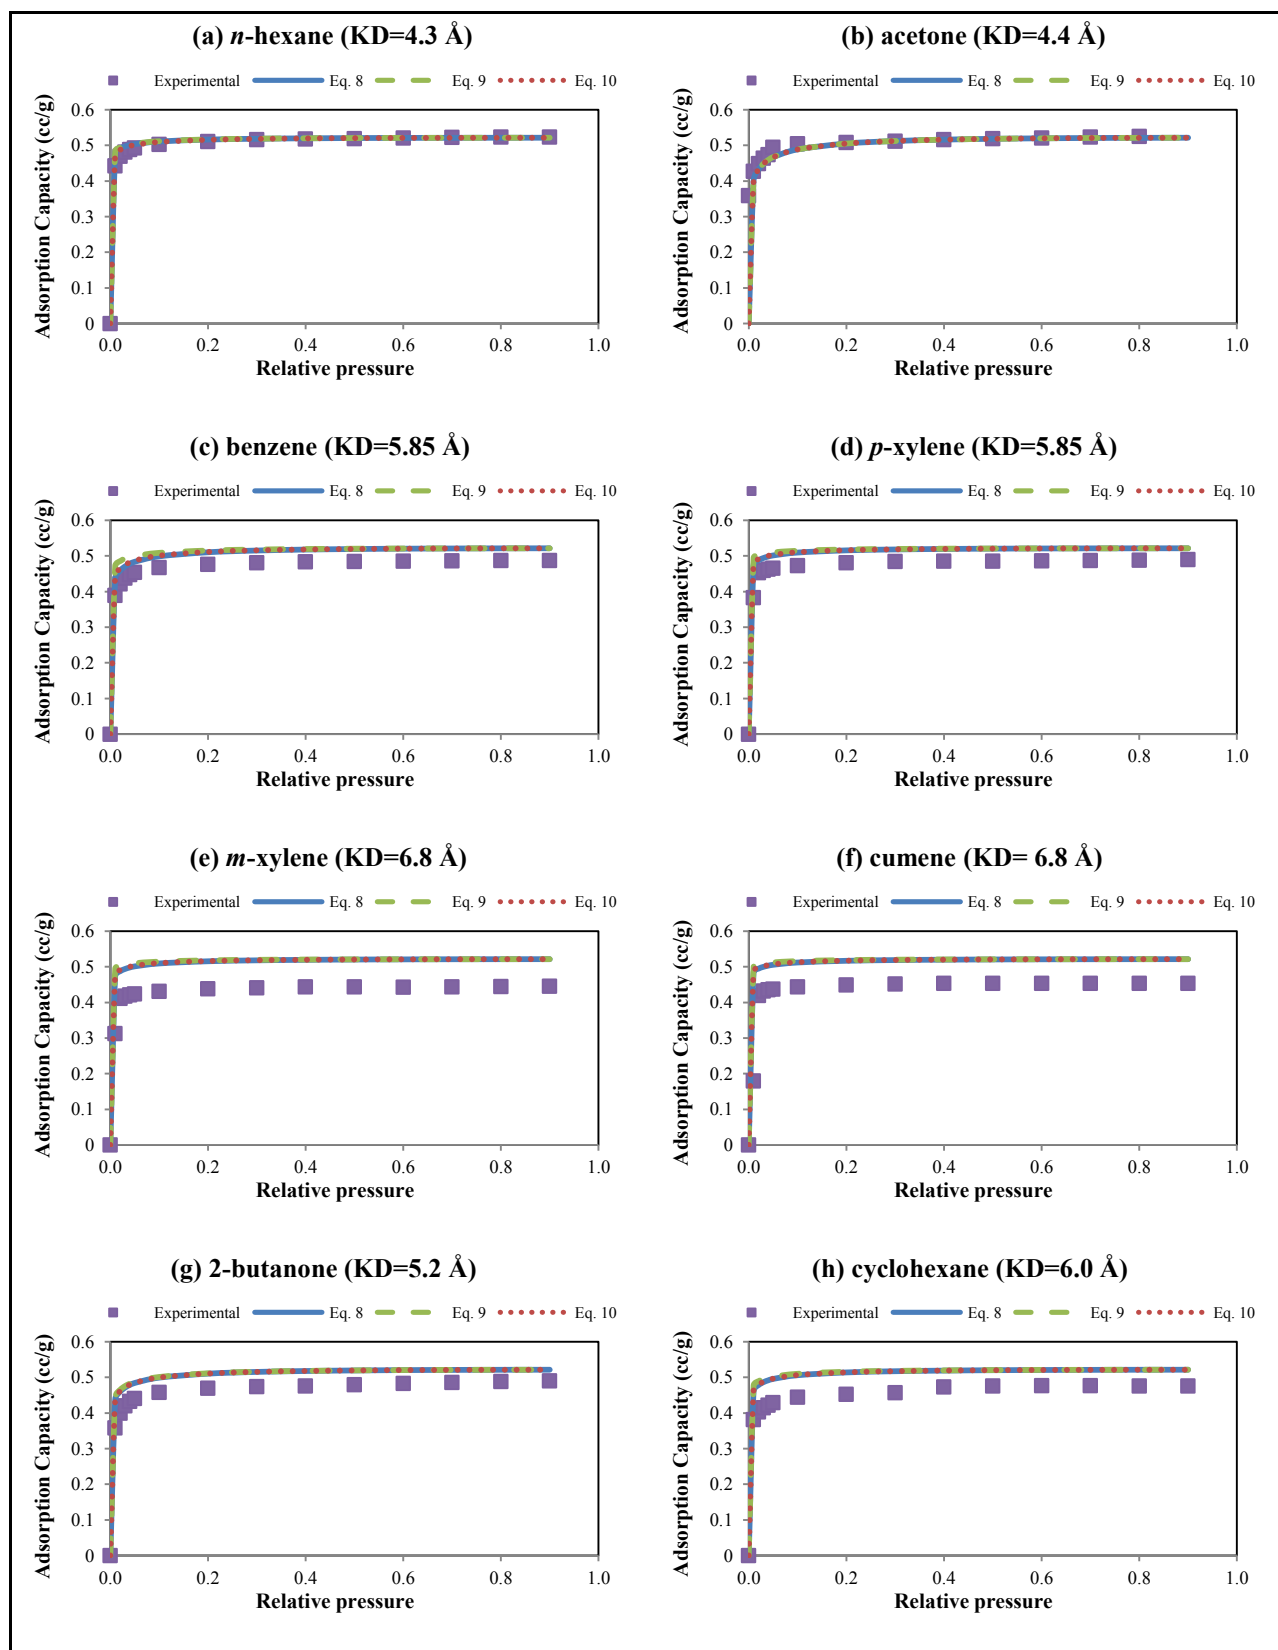 (a) n-hexane (KD=4.3 Å)
Experimental Eq. 8 Eq. 9 Eq. 10
Adsorption Capacity (cc/g)
0.6
0.5
0.4
0.3
0.2
0.1
0
0.0 0.2 0.4 0.6 0.8 1.0
Relative pressure
(b) acetone (KD=4.4 Å)
Experimental Eq. 8 Eq. 9 Eq. 10
Adsorption Capacity (cc/g)
0.6
0.5
0.4
0.3
0.2
0.1
0
0.0 0.2 0.4 0.6 0.8 1.0
Relative pressure
(c) benzene (KD=5.85 Å)
Experimental Eq. 8 Eq. 9 Eq. 10
Adsorption Capacity (cc/g)
0.6
0.5
0.4
0.3
0.2
0.1
0
0.0 0.2 0.4 0.6 0.8 1.0
Relative pressure
(d) p-xylene (KD=5.85 Å)
Experimental Eq. 8 Eq. 9 Eq. 10
Adsorption Capacity (cc/g)
0.6
0.5
0.4
0.3
0.2
0.1
0
0.0 0.2 0.4 0.6 0.8 1.0
Relative pressure
(e) m-xylene (KD=6.8 Å)
Experimental Eq. 8 Eq. 9 Eq. 10
Adsorption Capacity (cc/g)
0.6
0.5
0.4
0.3
0.2
0.1
0
0.0 0.2 0.4 0.6 0.8 1.0
Relative pressure
(f) cumene (KD= 6.8 Å)
Experimental Eq. 8 Eq. 9 Eq. 10
Adsorption Capacity (cc/g)
0.6
0.5
0.4
0.3
0.2
0.1
0
0.0 0.2 0.4 0.6 0.8 1.0
Relative pressure
(g) 2-butanone (KD=5.2 Å)
Experimental Eq. 8 Eq. 9 Eq. 10
Adsorption Capacity (cc/g)
0.6
0.5
0.4
0.3
0.2
0.1
0
0.0 0.2 0.4 0.6 0.8 1.0
Relative pressure
(h) cyclohexane (KD=6.0 Å)
Experimental Eq. 8 Eq. 9 Eq. 10
Adsorption Capacity (cc/g)
0.6
0.5
0.4
0.3
0.2
0.1
0
0.0 0.2 0.4 0.6 0.8 1.0
Relative pressure